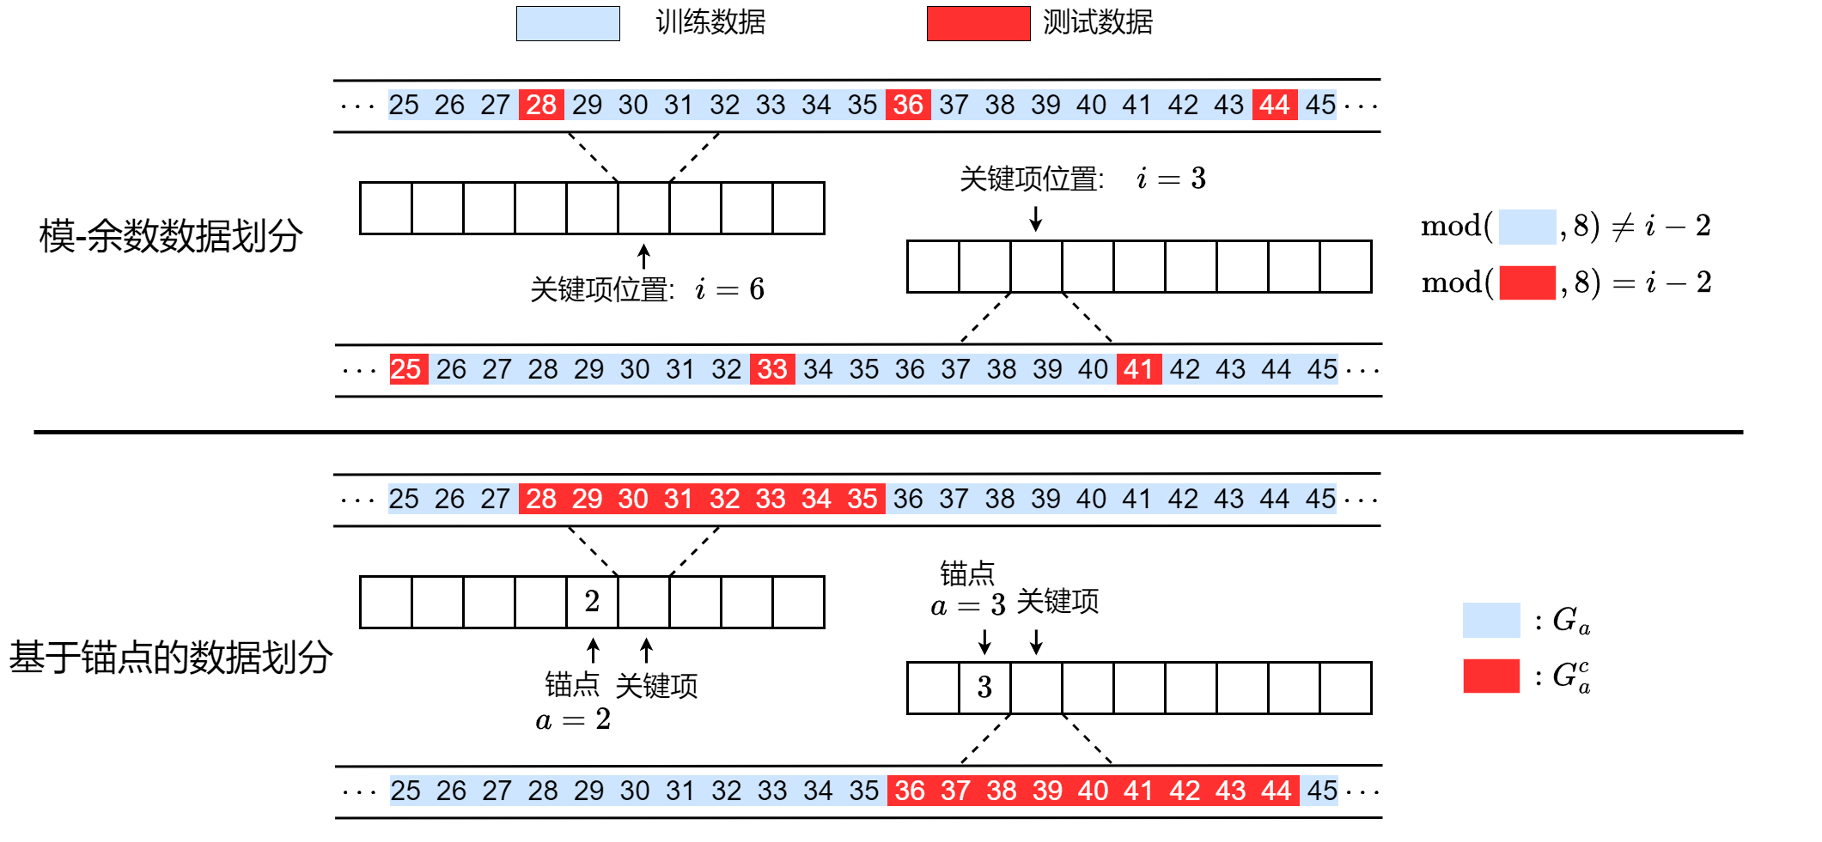 训练数据 测试数据
··· 25 26 27 28 29 30 31 32 33 34 35 36 37 38 39 40 41 42 43 44 45 ···
关键项位置: i = 3
模-余数数据划分
mod( , 8) ≠ i − 2
mod( , 8) = i − 2
关键项位置: i = 6
··· 25 26 27 28 29 30 31 32 33 34 35 36 37 38 39 40 41 42 43 44 45 ···
··· 25 26 27 28 29 30 31 32 33 34 35 36 37 38 39 40 41 42 43 44 45 ···
2
锚点 关键项
a = 2
锚点
a = 3 关键项
3
基于锚点的数据划分
: Gₐ
: Gₐᶜ
··· 25 26 27 28 29 30 31 32 33 34 35 36 37 38 39 40 41 42 43 44 45 ···